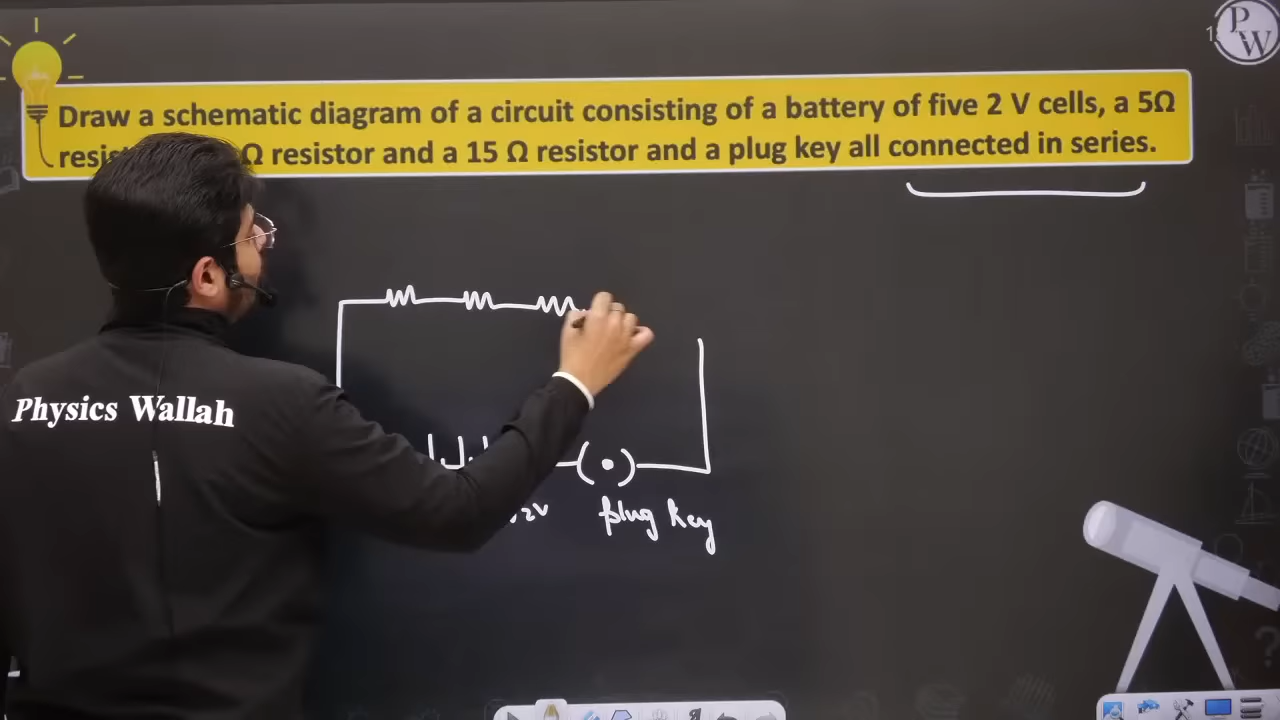 P
W
Draw a schematic diagram of a circuit consisting of a battery of five 2 V cells, a 5Ω
Ω resistor and a 15 Ω resistor and a plug key all connected in series.
Physics Wallah
2V plug key